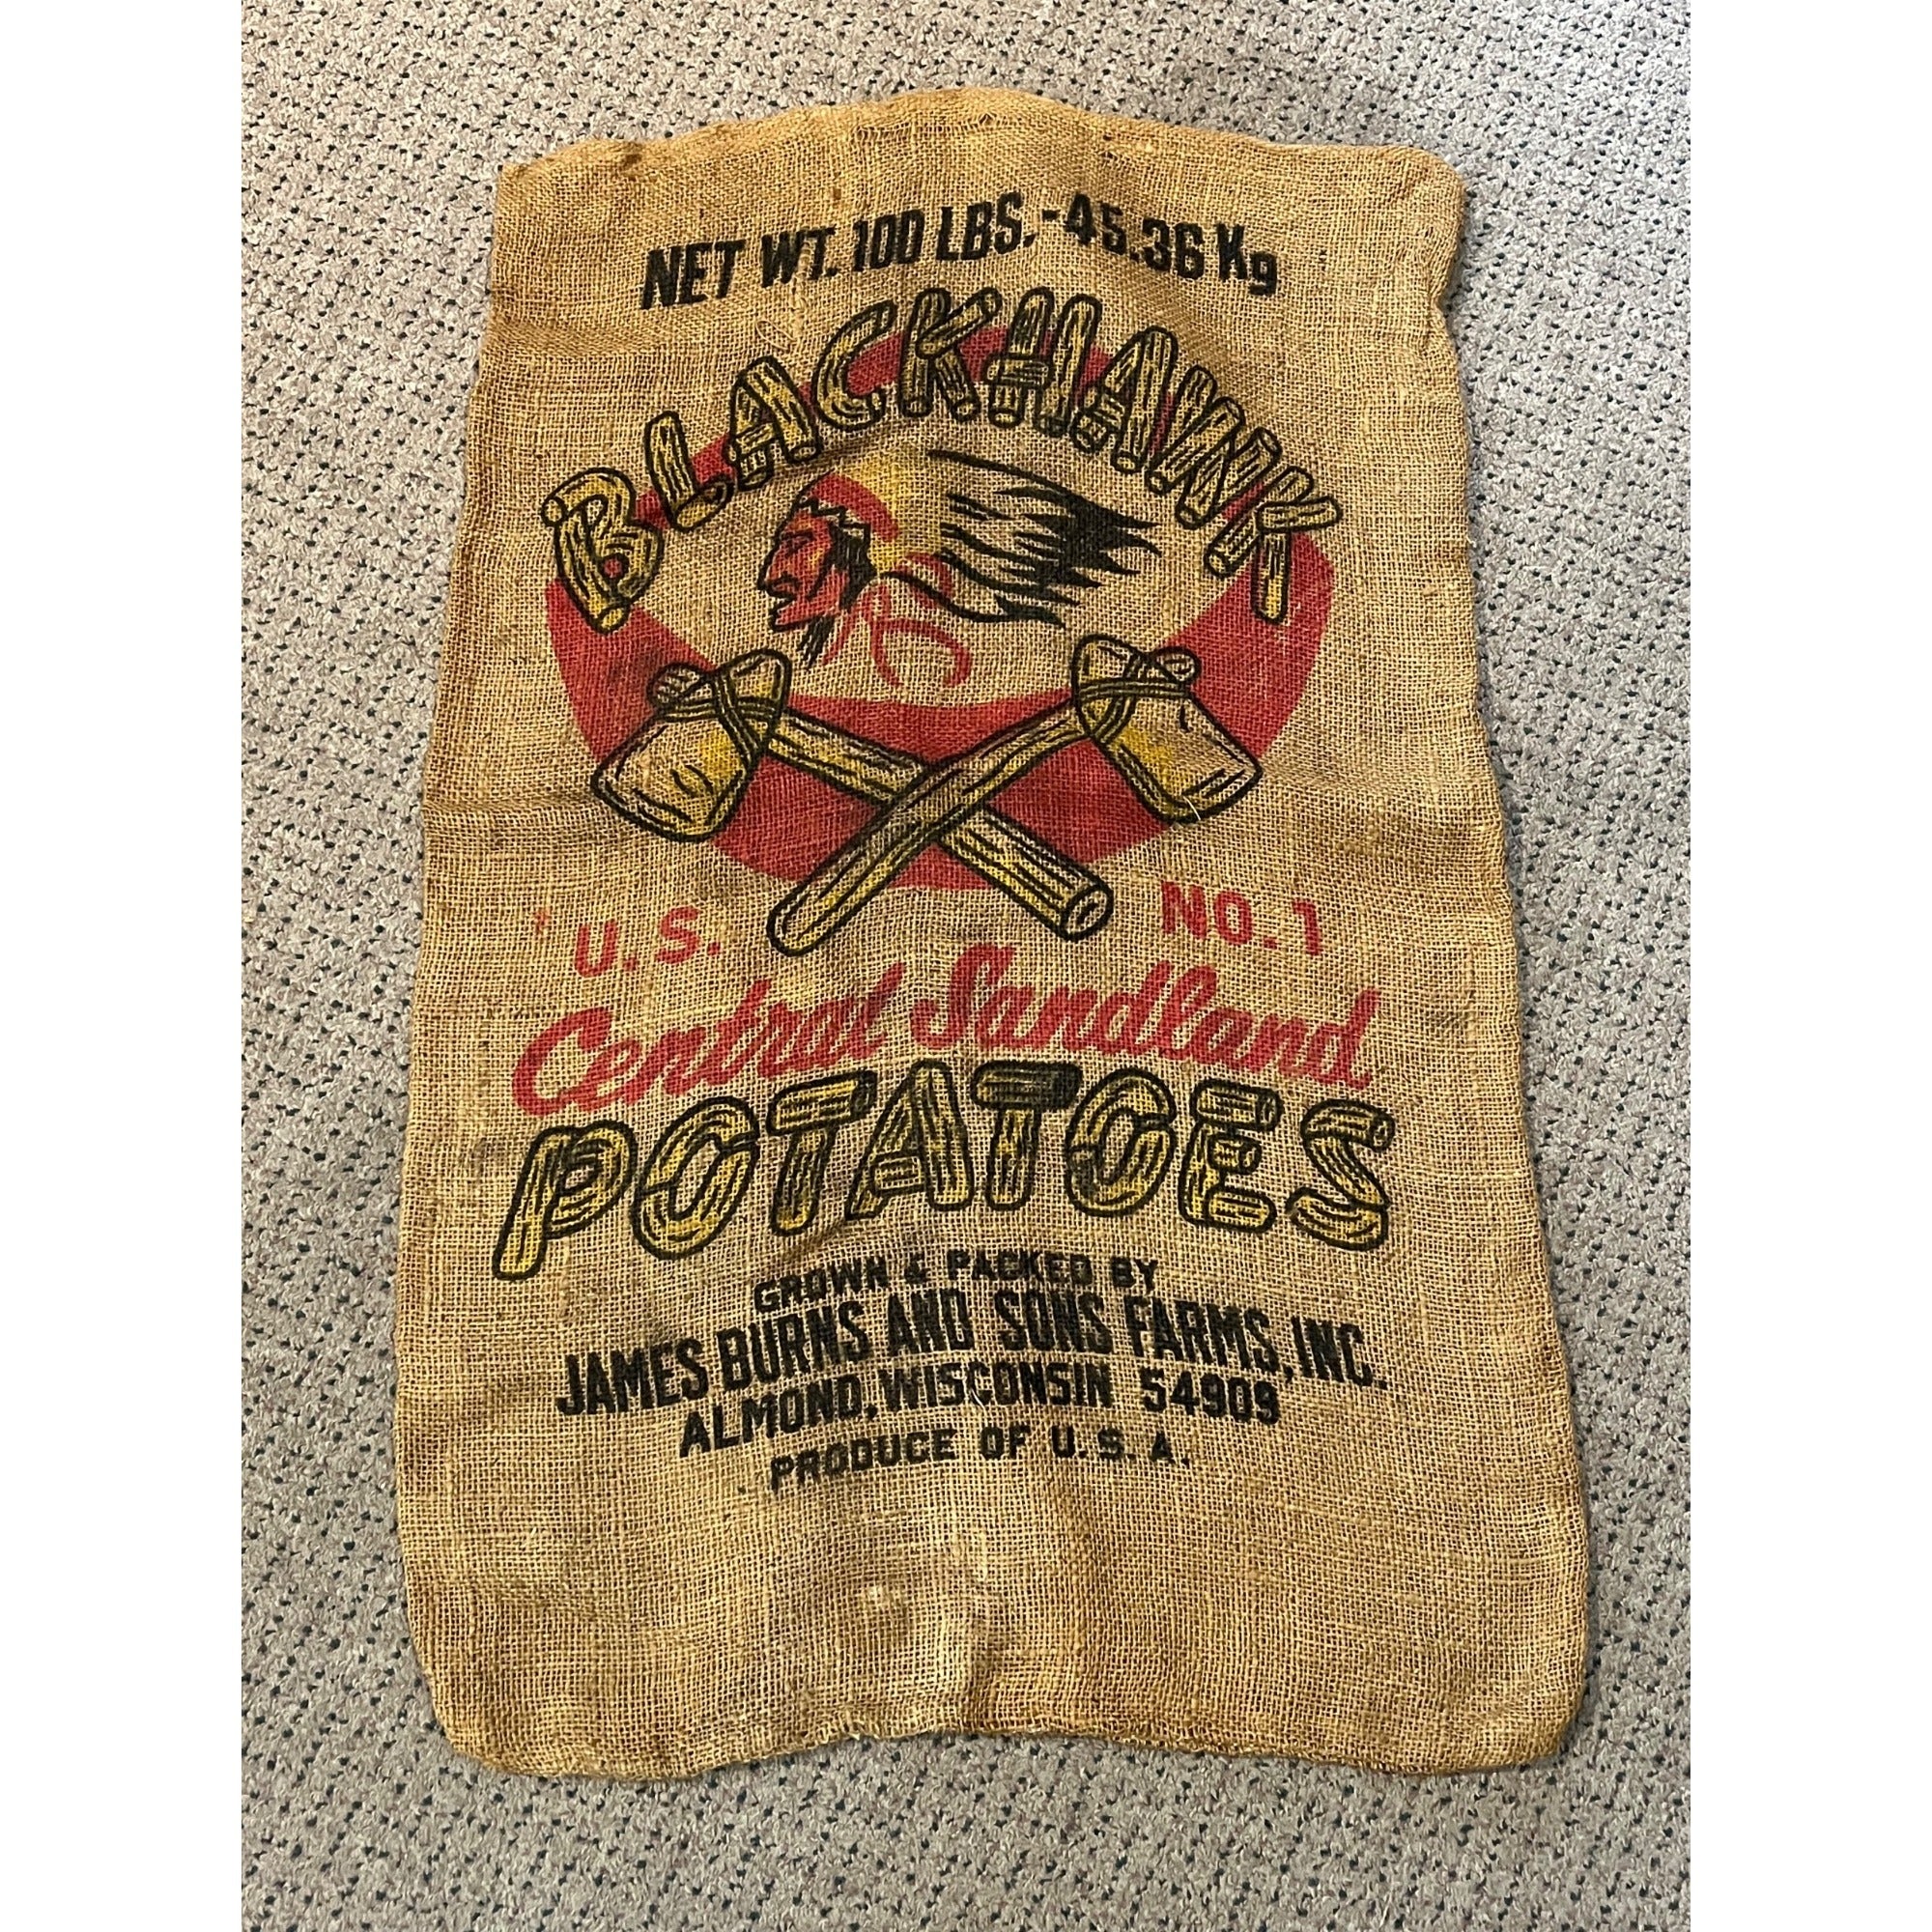 NET WT. 100 LBS.-45.36 Kg
BLACKHAWK
U.S. NO. 1
Central Sandland
POTATOES
GROWN & PACKED BY
JAMES BURNS AND SONS FARMS, INC.
ALMOND, WISCONSIN 54909
PRODUCE OF U.S.A.